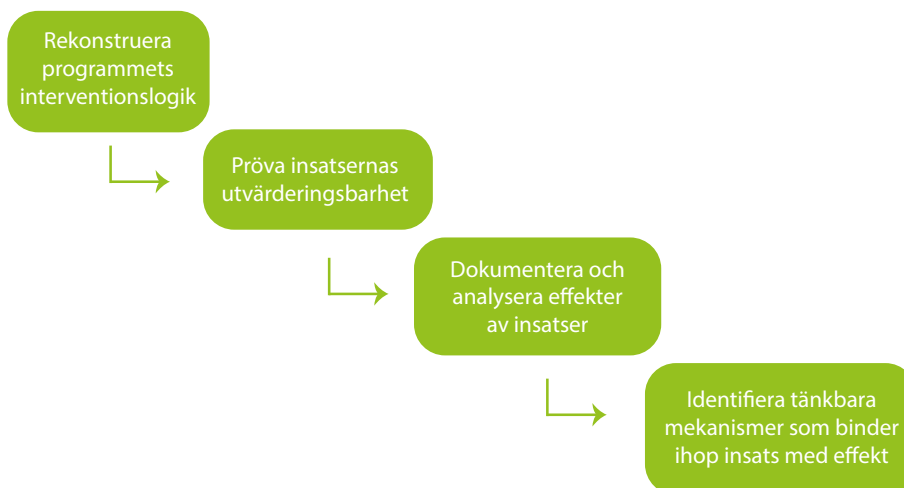 Rekonstruera
programmets
interventionslogik
Pröva insatsernas
utvärderingsbarhet
Dokumentera och
analysera effekter
av insatser
Identifiera tänkbara
mekanismer som binder
ihop insats med effekt